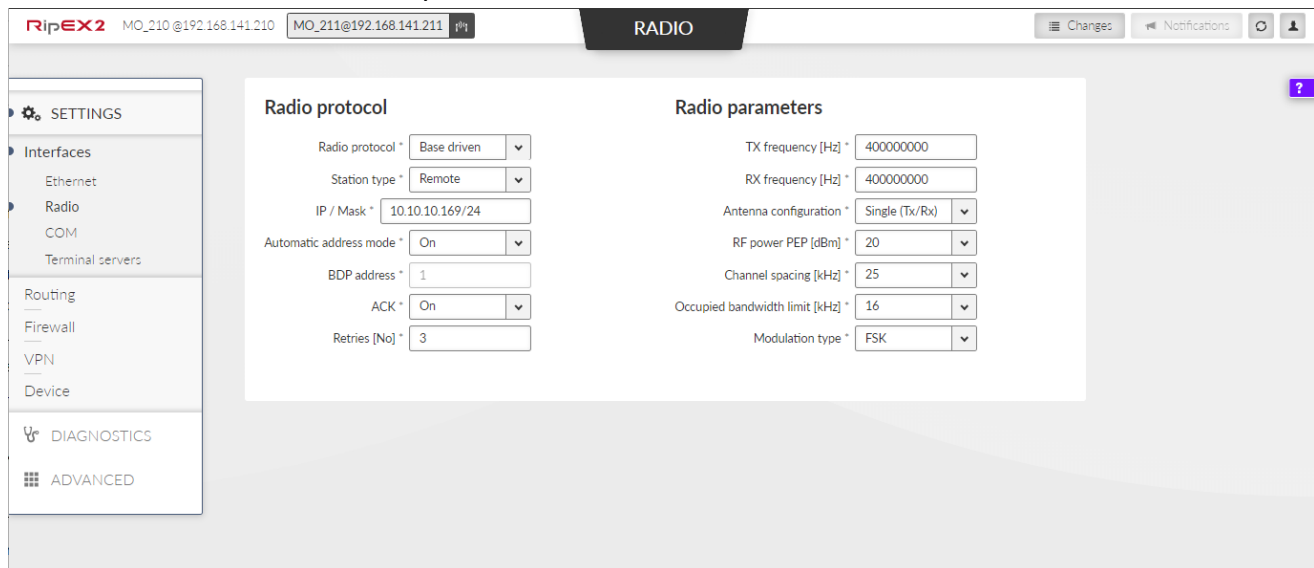 RipEX2 MO_210 @192.168.141.210 MO_211@192.168.141.211 RADIO Changes Notifications
?
SETTINGS
Interfaces
Ethernet
Radio
COM
Terminal servers
Routing
Firewall
VPN
Device
DIAGNOSTICS
ADVANCED
Radio protocol
Radio protocol * Base driven
Station type * Remote
IP / Mask * 10.10.10.169/24
Automatic address mode * On
BDP address * 1
ACK * On
Retries [No] * 3
Radio parameters
TX frequency [Hz] * 400000000
RX frequency [Hz] * 400000000
Antenna configuration * Single (Tx/Rx)
RF power PEP [dBm] * 20
Channel spacing [kHz] * 25
Occupied bandwidth limit [kHz] * 16
Modulation type * FSK